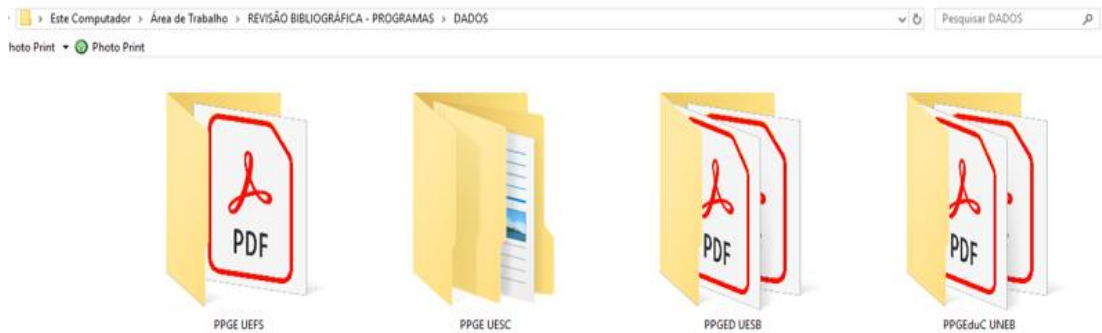 › Este Computador › Área de Trabalho › REVISÃO BIBLIOGRÁFICA - PROGRAMAS › DADOS
Pesquisar DADOS
hoto Print Photo Print
PDF
PDF
PDF
PPGE UEFS
PPGE UESC
PPGED UESB
PPGEduC UNEB